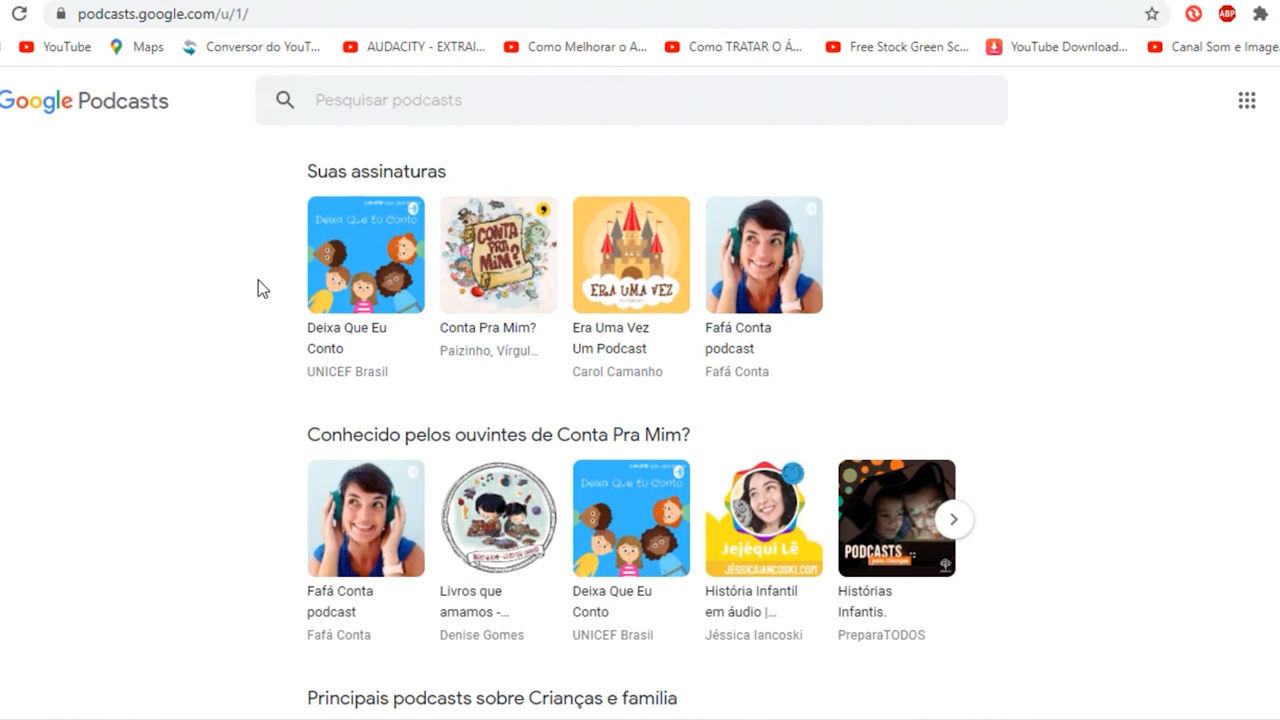 podcasts.google.com/u/1/
YouTube
Maps
Conversor do YouT...
AUDACITY - EXTRAI...
Como Melhorar o A...
Como TRATAR O Á...
Free Stock Green Sc...
YouTube Download...
Canal Som e Image
ABP
Google Podcasts
Pesquisar podcasts
Suas assinaturas
Deixa Que Eu Conto
CONTA
PRA
MIM?
ERA UMA VEZ
Deixa Que Eu
Conto
UNICEF Brasil
Conta Pra Mim?
Paizinho, Vírgul...
Era Uma Vez
Um Podcast
Carol Camanho
Fafá Conta
podcast
Fafá Conta
Conhecido pelos ouvintes de Conta Pra Mim?
Deixa Que Eu Conto
Jejéqui Lê
JÉSSICAIANCOSKI.COM
PODCASTS
para crianças
Fafá Conta
podcast
Fafá Conta
Livros que
amamos -...
Denise Gomes
Deixa Que Eu
Conto
UNICEF Brasil
História Infantil
em áudio |...
Jéssica Iancoski
Histórias
Infantis.
PreparaTODOS
Principais podcasts sobre Crianças e família